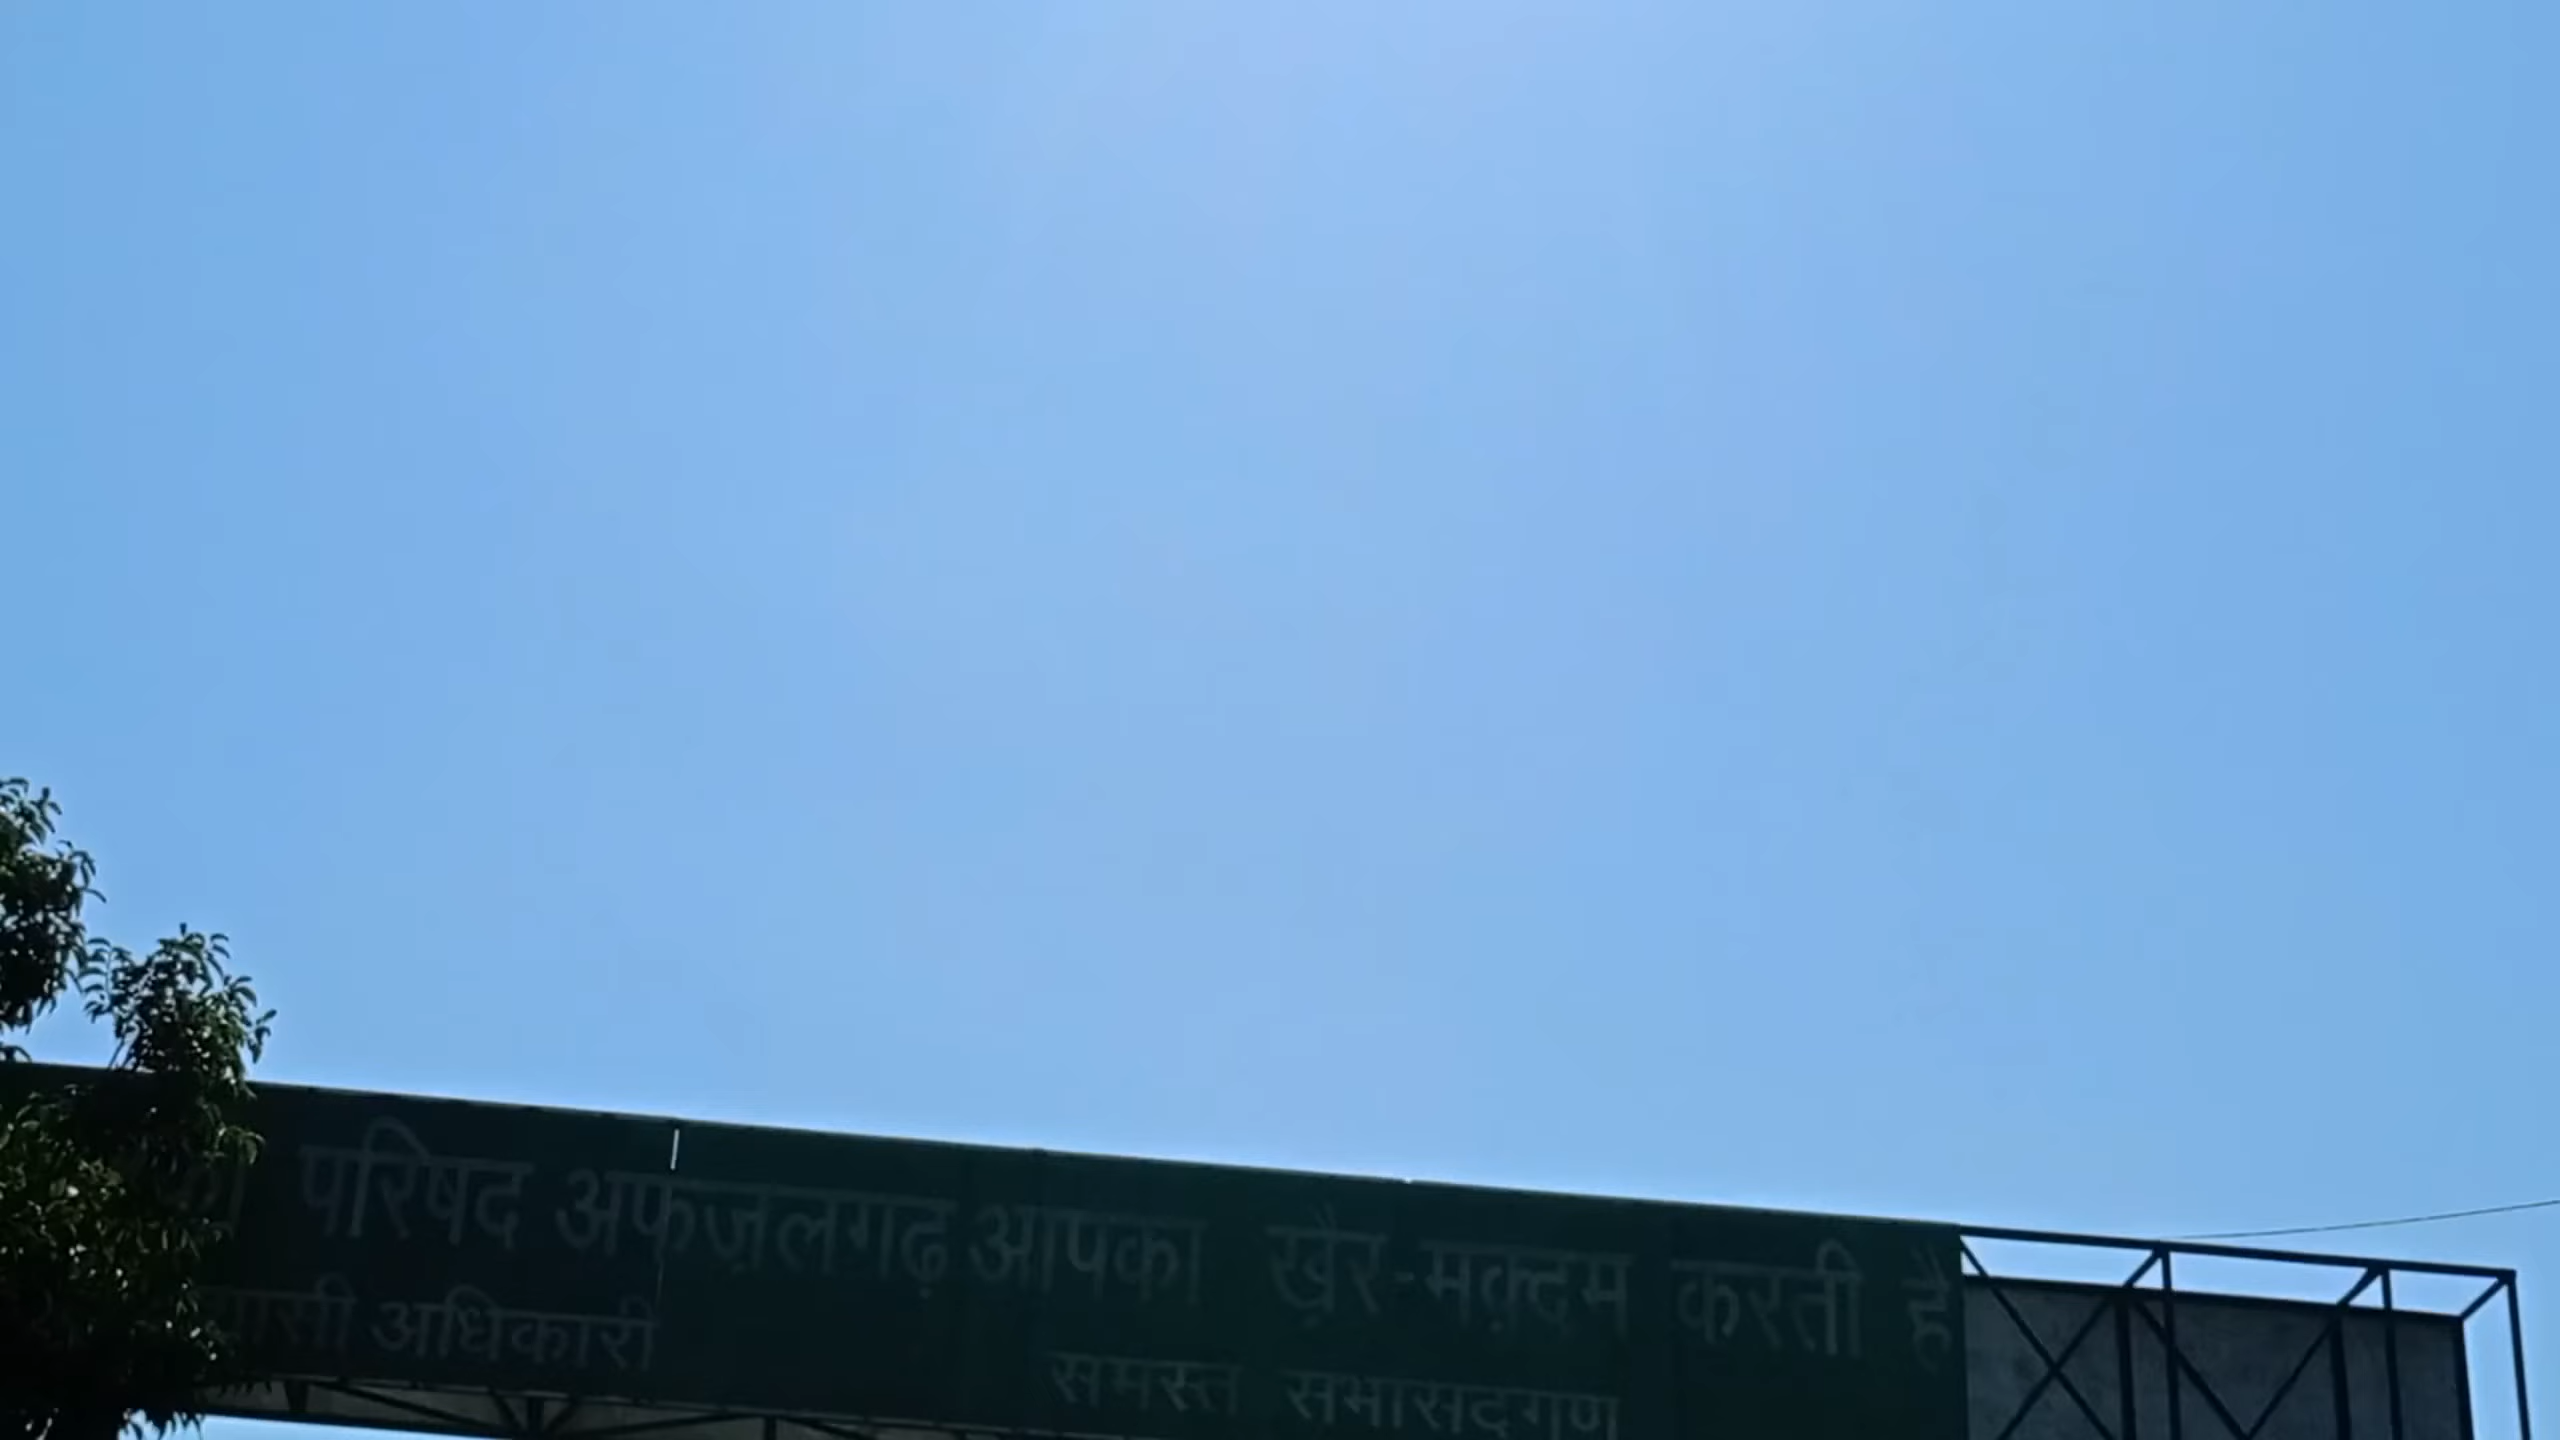 परिषद अफ़ज़लगढ़ आपका ख़ैर-मक़्दम करती है
अधिकारी
समस्त सभासदगण